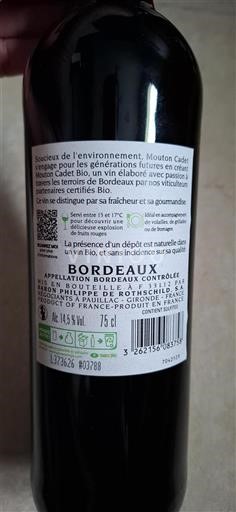 Soucieux de l'environnement, Mouton Cadet
s'engage pour les générations futures en créant
Mouton Cadet Bio, un vin élaboré avec passion à
travers les terroirs de Bordeaux par nos viticulteurs
partenaires certifiés Bio.
Ce vin se distingue par sa fraîcheur et sa gourmandise
Servi entre 15 et 17°C
pour découvrir une
délicieuse explosion
de fruits rouges
Idéal en accompagnement
de volailles, de grillades
ou de fromages
La présence d'un dépôt est naturelle dans
un vin Bio, et sans incidence sur sa qualité
BORDEAUX
APPELLATION BORDEAUX CONTRÔLÉE
MIS EN BOUTEILLE À F 33112 PAR
BARON PHILIPPE DE ROTHSCHILD, S.A.
NÉGOCIANTS À PAUILLAC - GIRONDE - FRANCE
PRODUCT OF FRANCE-PRODUIT EN FRANCE
CONTIENT SULFITES
Alc. 14,5 % Vol. 75 cl
3 262156 083758
L373626 #03788